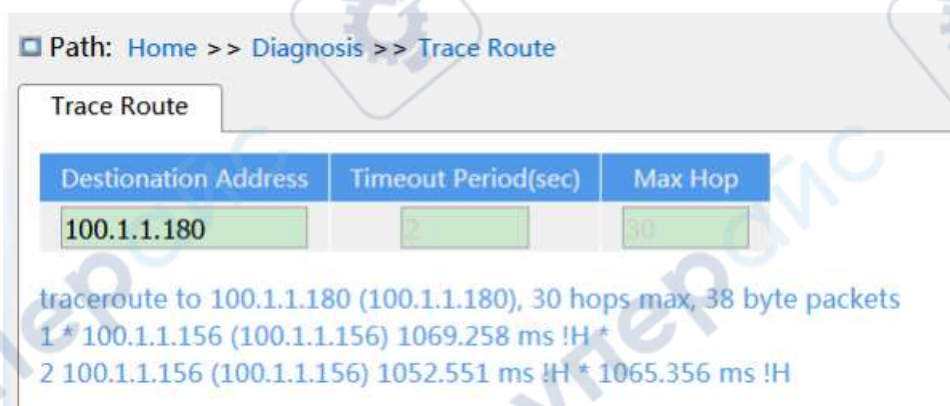 Path: Home >> Diagnosis >> Trace Route
Trace Route
Destionation Address Timeout Period(sec) Max Hop
100.1.1.180 2 30
traceroute to 100.1.1.180 (100.1.1.180), 30 hops max, 38 byte packets
1 * 100.1.1.156 (100.1.1.156) 1069.258 ms !H *
2 100.1.1.156 (100.1.1.156) 1052.551 ms !H * 1065.356 ms !H